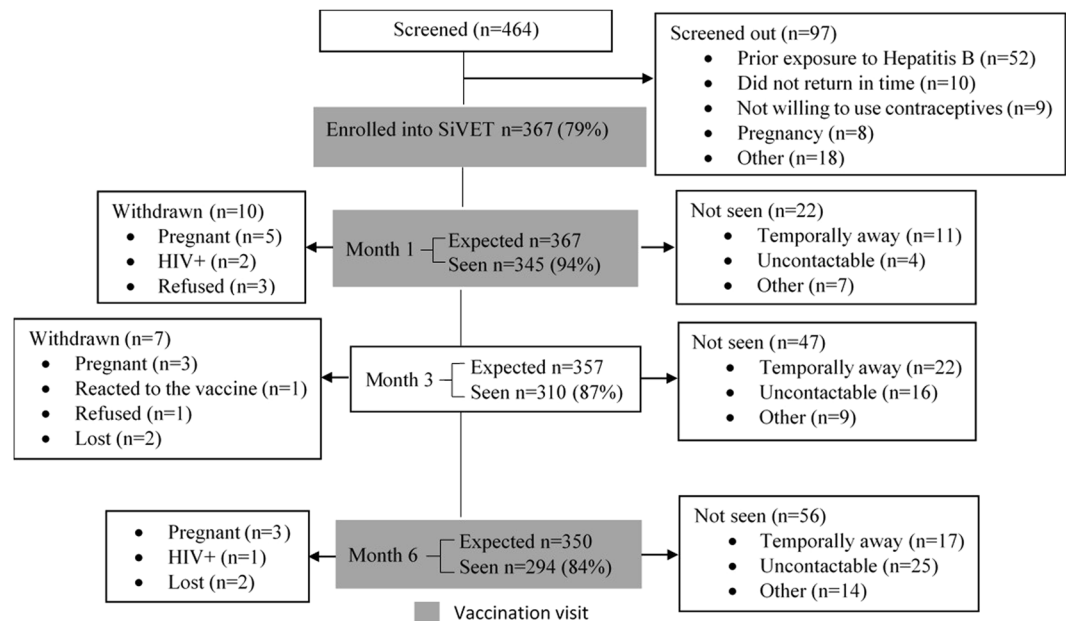 Screened (n=464)
Screened out (n=97)
• Prior exposure to Hepatitis B (n=52)
• Did not return in time (n=10)
• Not willing to use contraceptives (n=9)
• Pregnancy (n=8)
• Other (n=18)
Enrolled into SiVET n=367 (79%)
Withdrawn (n=10)
• Pregnant (n=5)
• HIV+ (n=2)
• Refused (n=3)
Month 1
Expected n=367
Seen n=345 (94%)
Not seen (n=22)
• Temporally away (n=11)
• Uncontactable (n=4)
• Other (n=7)
Withdrawn (n=7)
• Pregnant (n=3)
• Reacted to the vaccine (n=1)
• Refused (n=1)
• Lost (n=2)
Month 3
Expected n=357
Seen n=310 (87%)
Not seen (n=47)
• Temporally away (n=22)
• Uncontactable (n=16)
• Other (n=9)
• Pregnant (n=3)
• HIV+ (n=1)
• Lost (n=2)
Month 6
Expected n=350
Seen n=294 (84%)
Not seen (n=56)
• Temporally away (n=17)
• Uncontactable (n=25)
• Other (n=14)
Vaccination visit